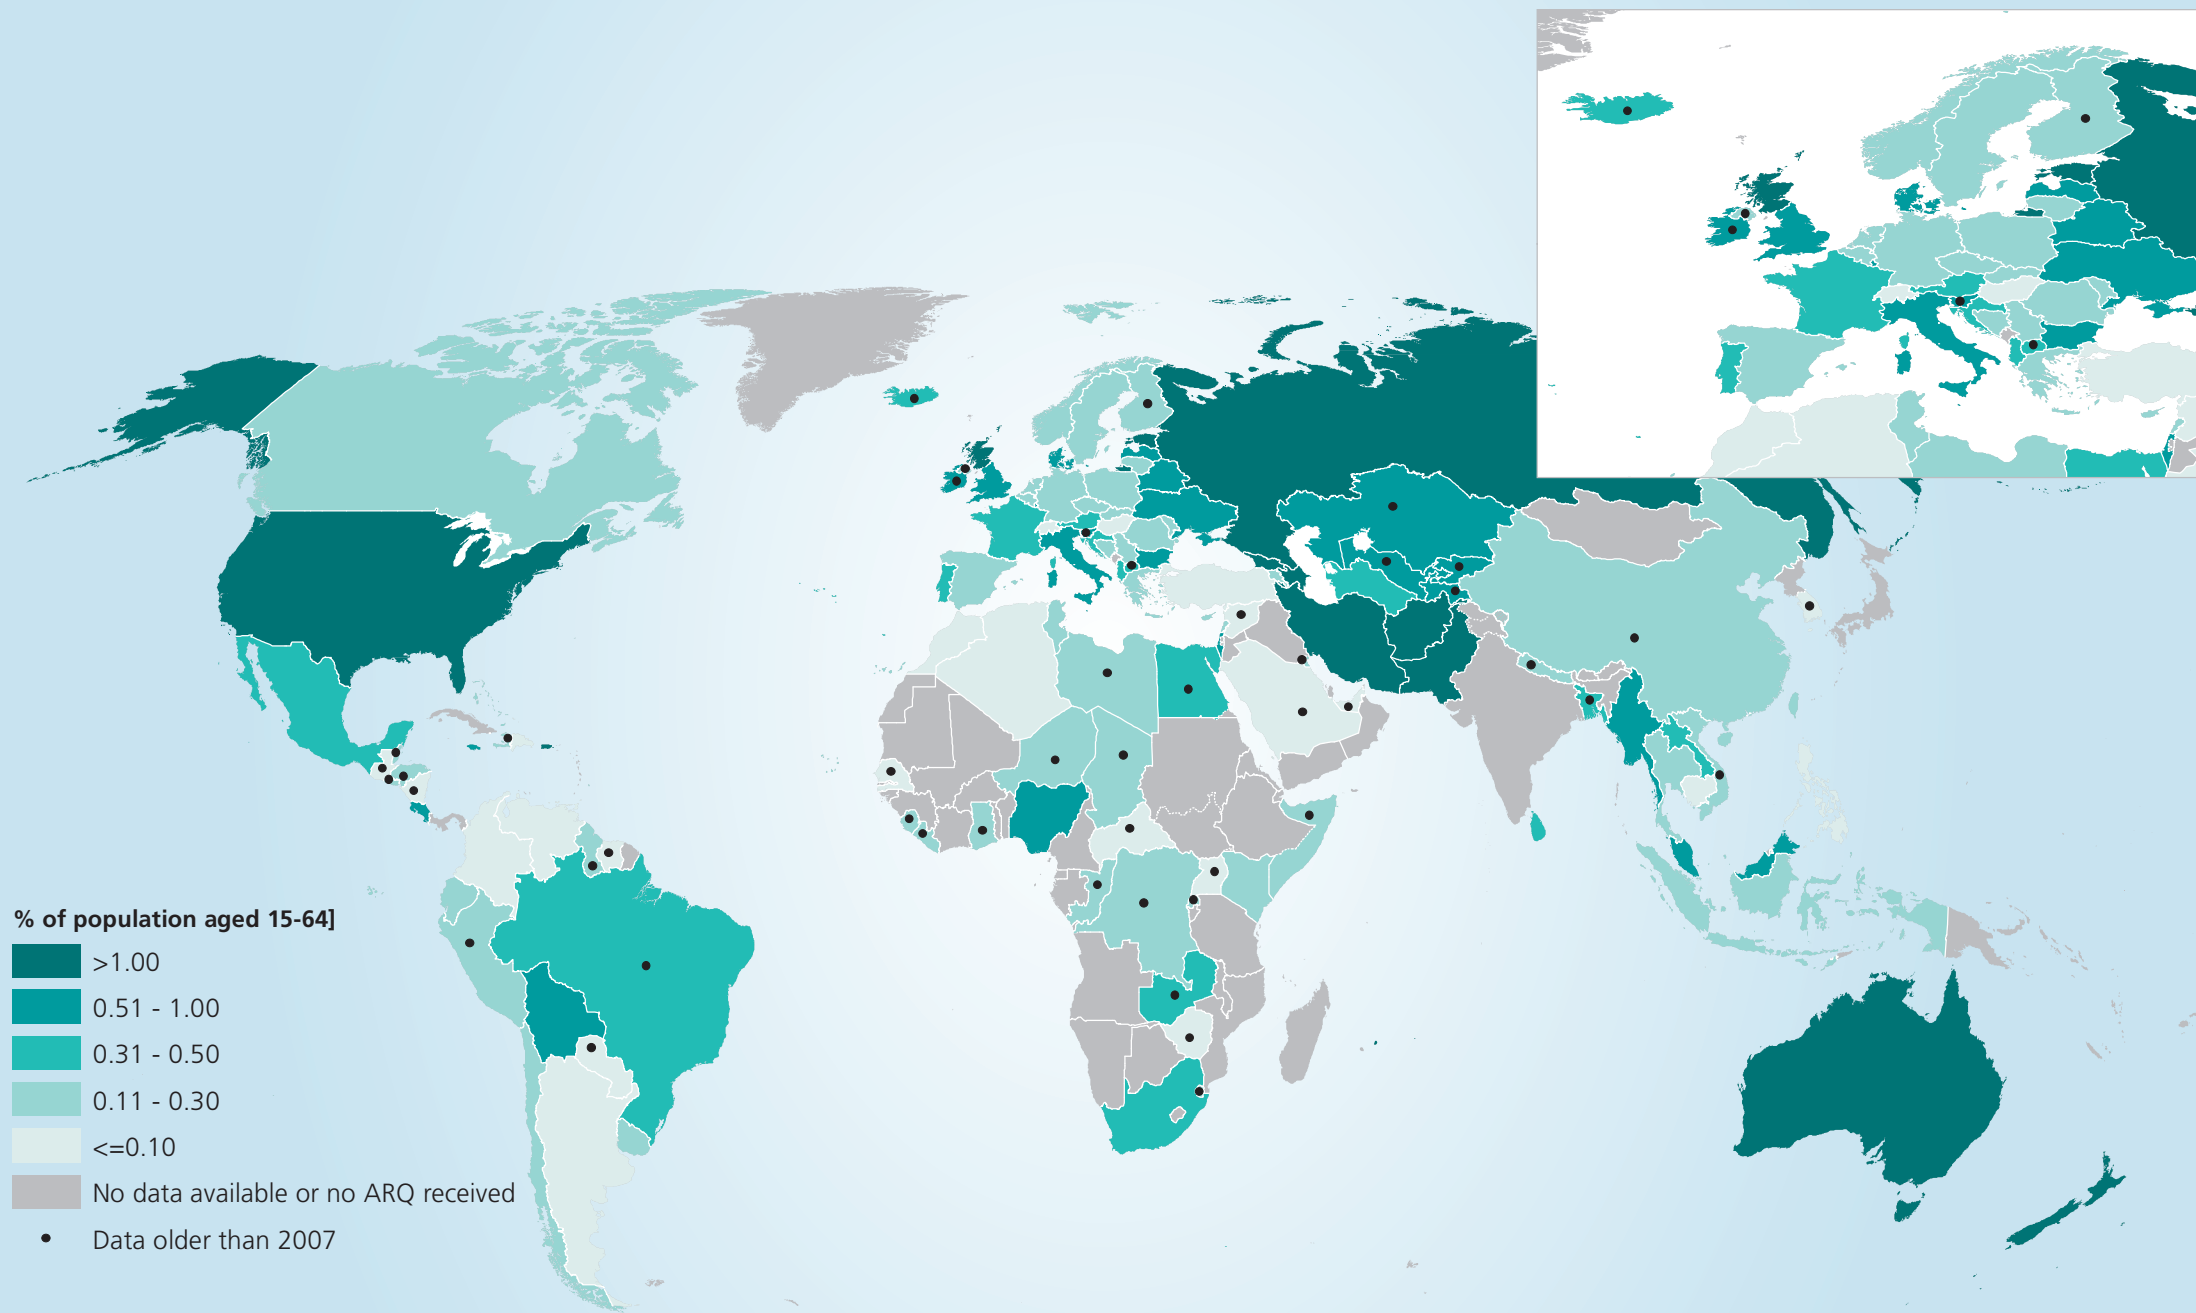 % of population aged 15-64]
>1.00
0.51 - 1.00
0.31 - 0.50
0.11 - 0.30
<=0.10
No data available or no ARQ received
Data older than 2007